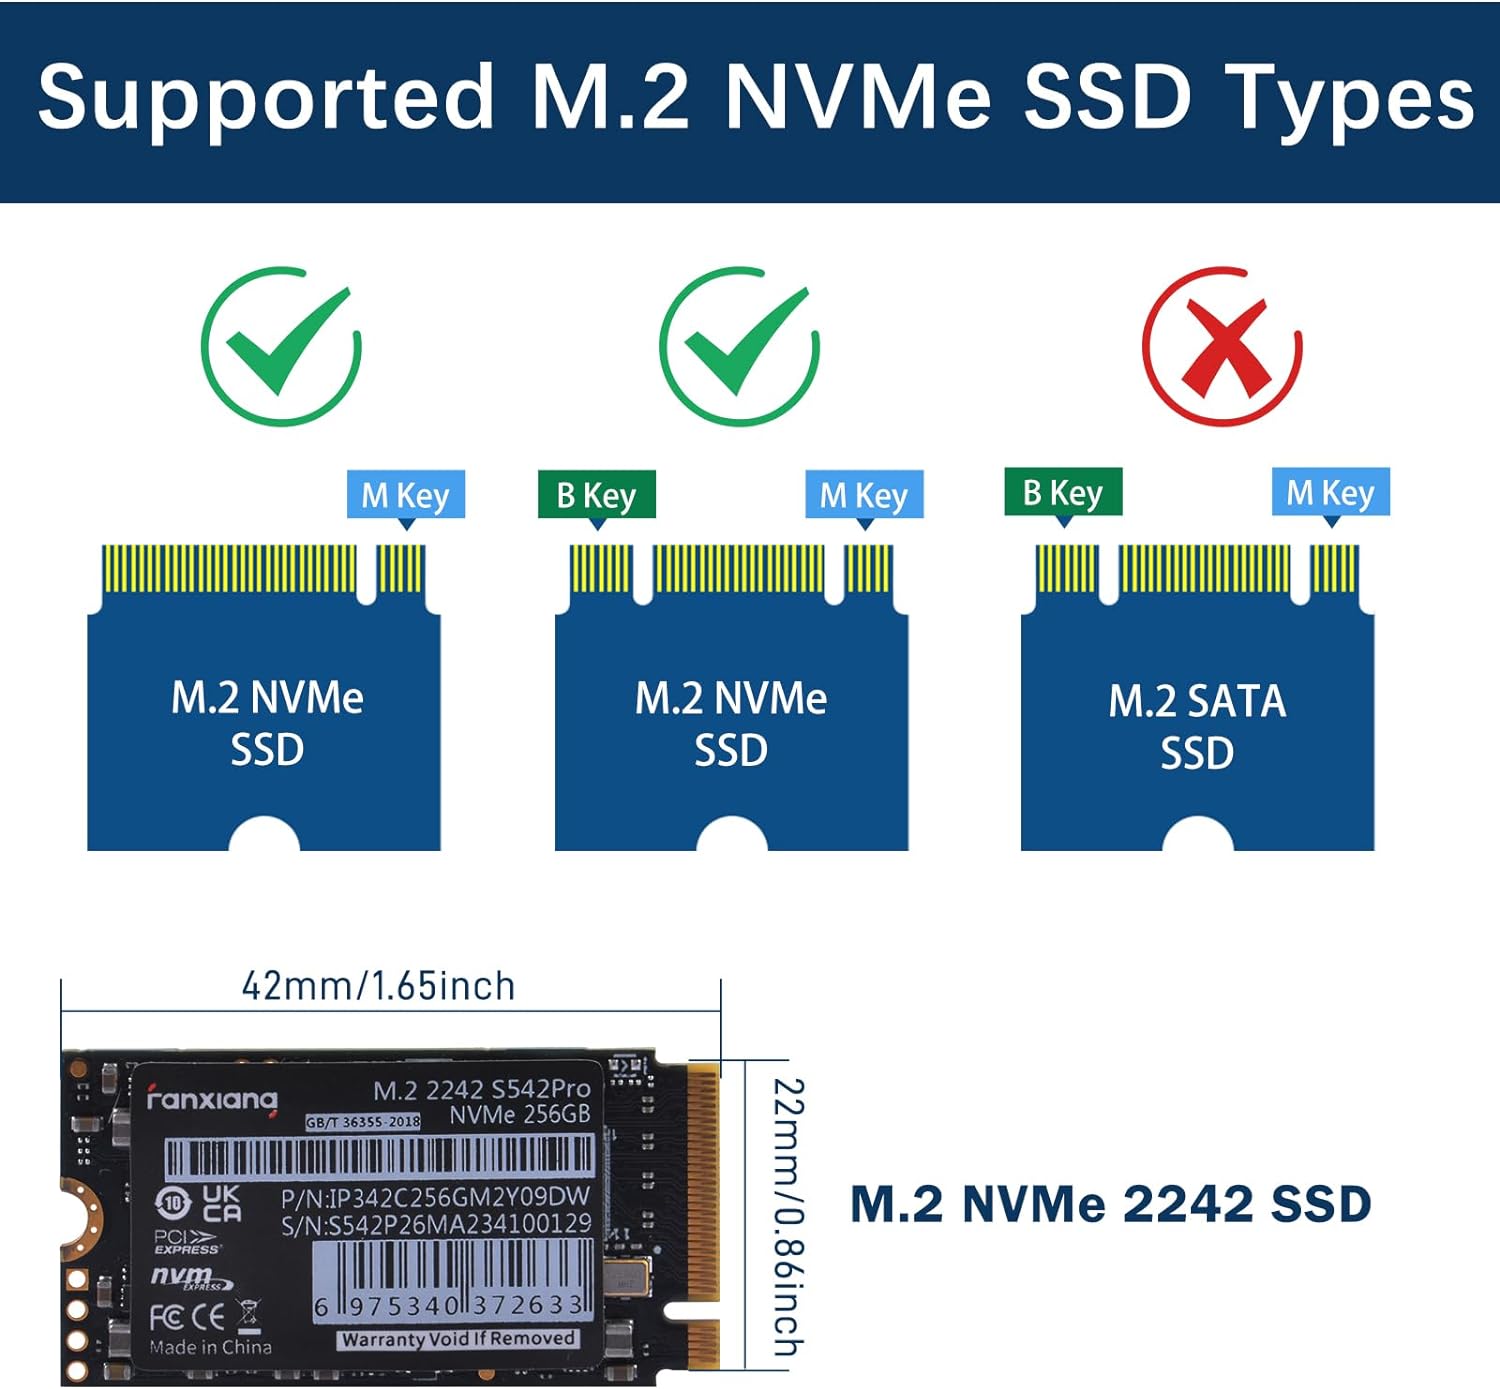 Supported M.2 NVMe SSD Types
M Key
B Key
M Key
B Key
M Key
M.2 NVMe
SSD
M.2 NVMe
SSD
M.2 SATA
SSD
42mm/1.65inch
fanxiang
M.2 2242 S542Pro
NVMe 256GB
GB/T 36355-2018
10
UK
CA
P/N:IP342C256GM2Y09DW
S/N:S542P26MA234100129
PCI
EXPRESS®
nvm
EXPRESS
6 975340 372633
FC CE
Made in China
Warranty Void If Removed
22mm/0.86inch
M.2 NVMe 2242 SSD